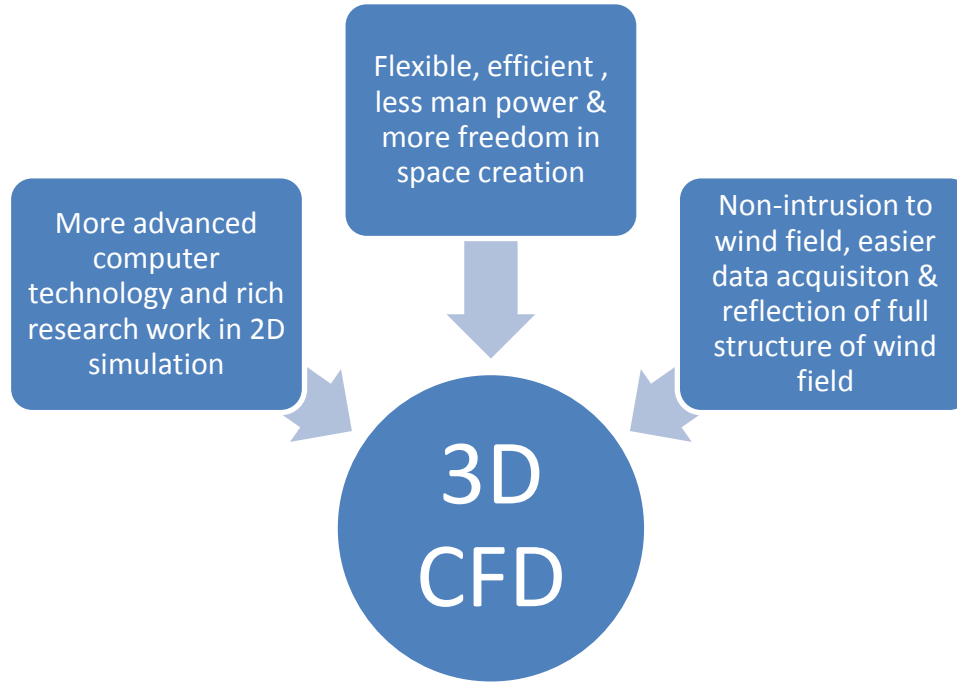 Flexible, efficient ,
less man power &
more freedom in
space creation
More advanced
computer
technology and rich
research work in 2D
simulation
Non-intrusion to
wind field, easier
data acquisiton &
reflection of full
structure of wind
field
3D
CFD